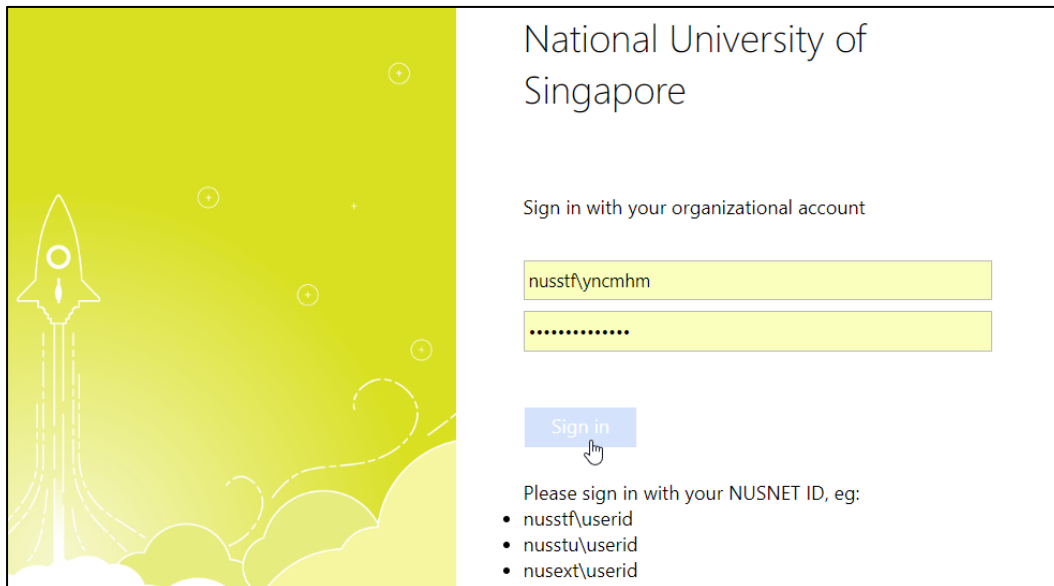 National University of
Singapore
Sign in with your organizational account
nusstf\yncmhm
••••••••••••••
Sign in
Please sign in with your NUSNET ID, eg:
• nusstf\userid
• nusstu\userid
• nusext\userid